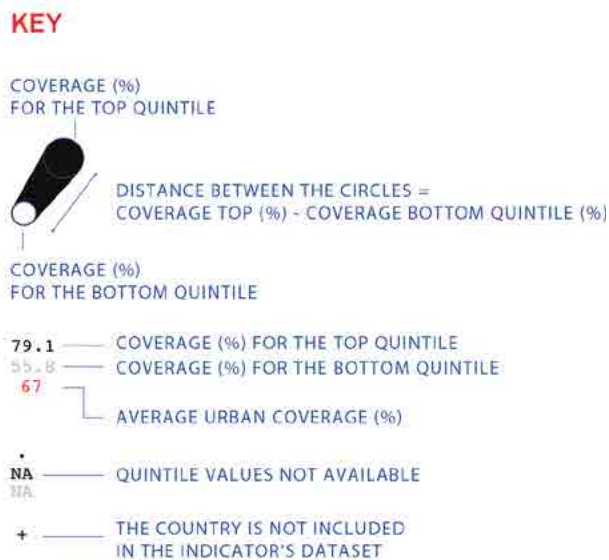 KEY
COVERAGE (%)
FOR THE TOP QUINTILE
DISTANCE BETWEEN THE CIRCLES =
COVERAGE TOP (%) - COVERAGE BOTTOM QUINTILE (%)
COVERAGE (%)
FOR THE BOTTOM QUINTILE
79.1 COVERAGE (%) FOR THE TOP QUINTILE
55.8 COVERAGE (%) FOR THE BOTTOM QUINTILE
67
AVERAGE URBAN COVERAGE (%)
NA QUINTILE VALUES NOT AVAILABLE
NA
+ THE COUNTRY IS NOT INCLUDED
IN THE INDICATOR'S DATASET